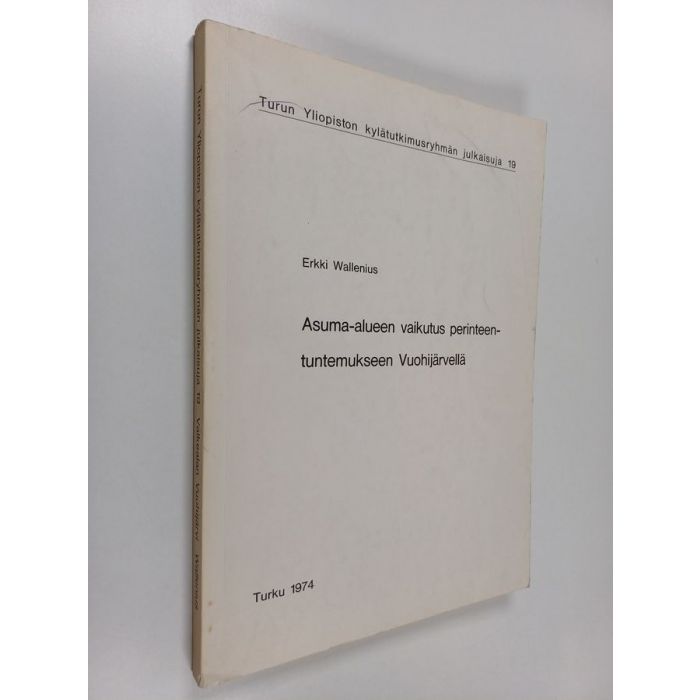 Turun Yliopiston kylätutkimusryhmän julkaisuja 19
Erkki Wallenius
Asuma-alueen vaikutus perinteen-
tuntemukseen Vuohijärvellä
Turku 1974
Turun Yliopiston kylätutkimusryhmän julkaisuja 19 Valkealan Vuohijärvi Wallenius